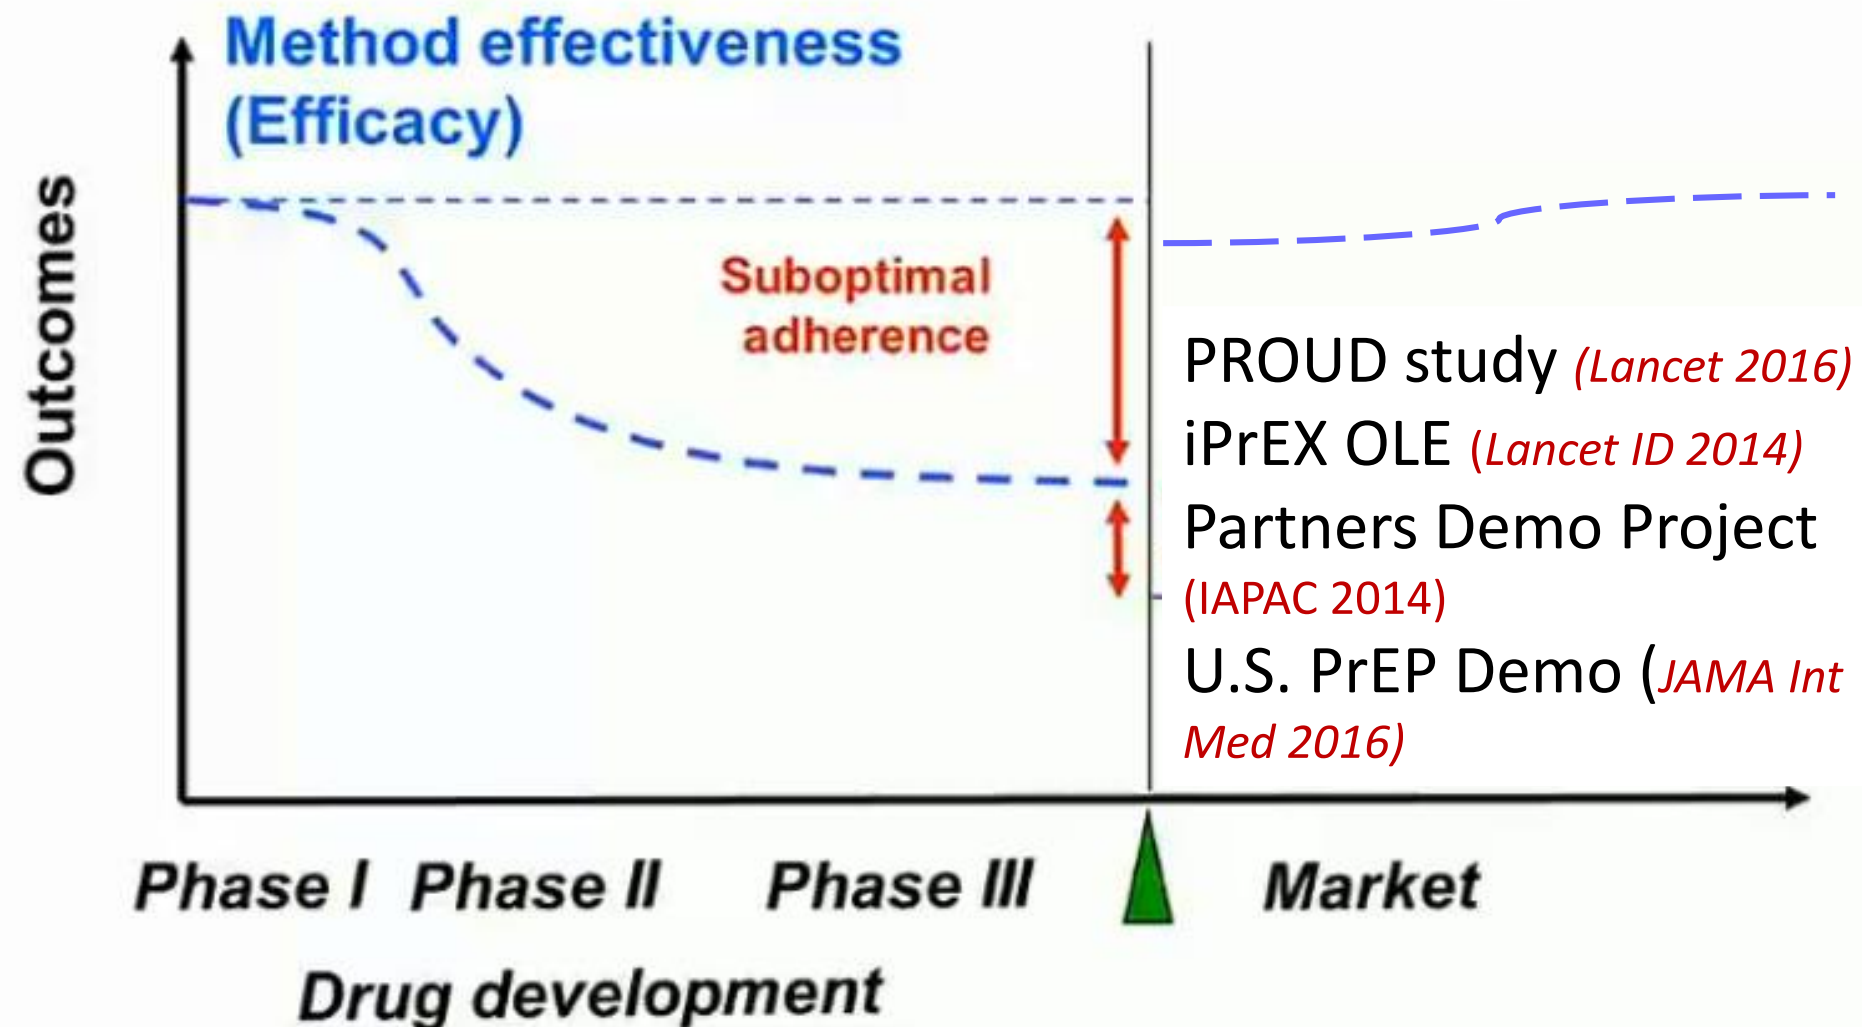 Method effectiveness
(Efficacy)
Outcomes
Suboptimal
adherence
PROUD study (Lancet 2016)
iPrEX OLE (Lancet ID 2014)
Partners Demo Project
(IAPAC 2014)
U.S. PrEP Demo (JAMA Int
Med 2016)
Phase I Phase II Phase III Market
Drug development